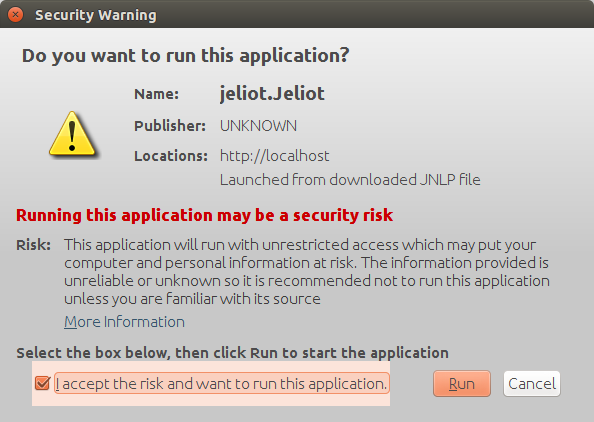 Security Warning
Do you want to run this application?
Name: jeliot.Jeliot
Publisher: UNKNOWN
Locations: http://localhost
Launched from downloaded JNLP file
Running this application may be a security risk
Risk: This application will run with unrestricted access which may put your
computer and personal information at risk. The information provided is
unreliable or unknown so it is recommended not to run this application
unless you are familiar with its source
More Information
Select the box below, then click Run to start the application
I accept the risk and want to run this application. Run Cancel